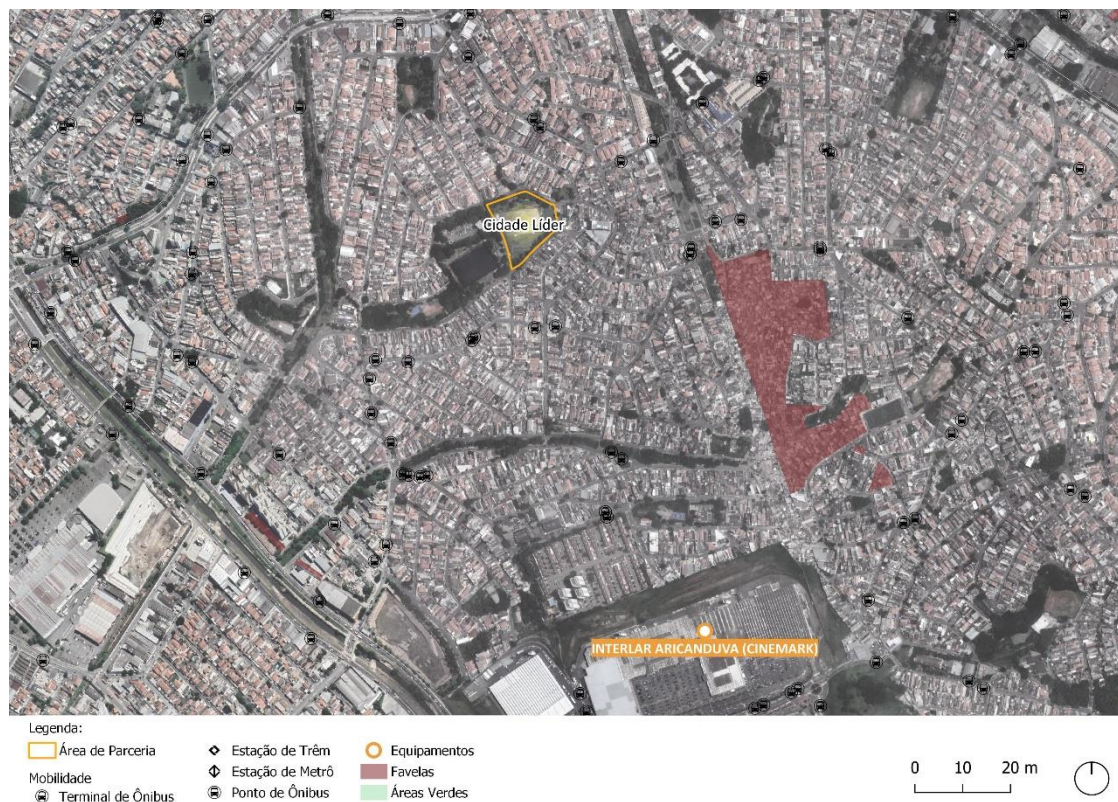 Cidade Líder
INTERLAR ARICANDUVA (CINEMARK)
Legenda:
Área de Parceria
Mobilidade
Terminal de Ônibus
Estação de Trêm
Estação de Metrô
Ponto de Ônibus
Equipamentos
Favelas
Áreas Verdes
0 10 20 m